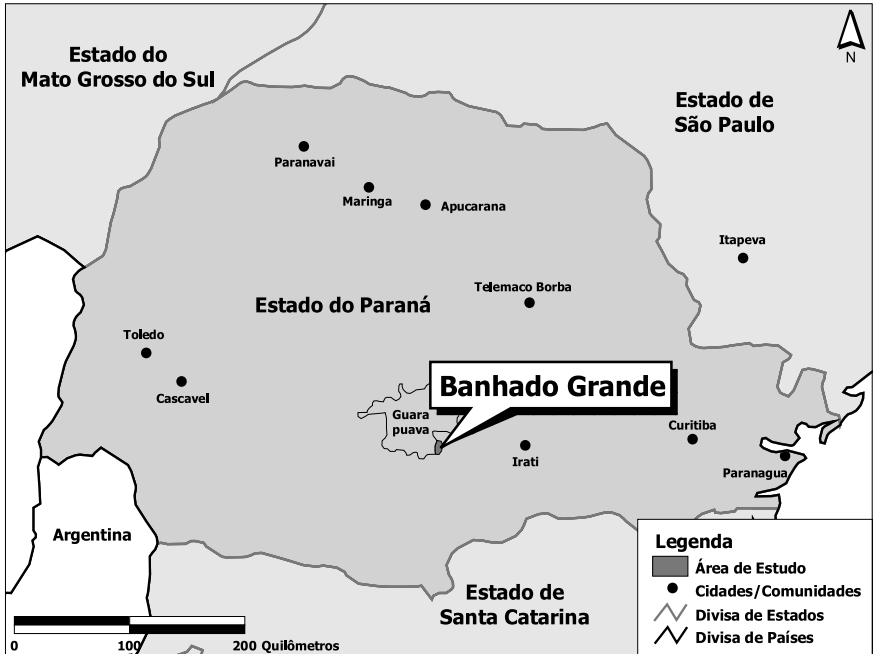 Estado do
Mato Grosso do Sul
N
Estado de
São Paulo
Paranavai
Maringa
Apucarana
Itapeva
Telemaco Borba
Estado do Paraná
Toledo
Cascavel
Banhado Grande
Guara
puava
Curitiba
Irati
Paranagua
Argentina
Estado de
Santa Catarina
Legenda
Área de Estudo
Cidades/Comunidades
Divisa de Estados
Divisa de Países
0 100 200 Quilômetros